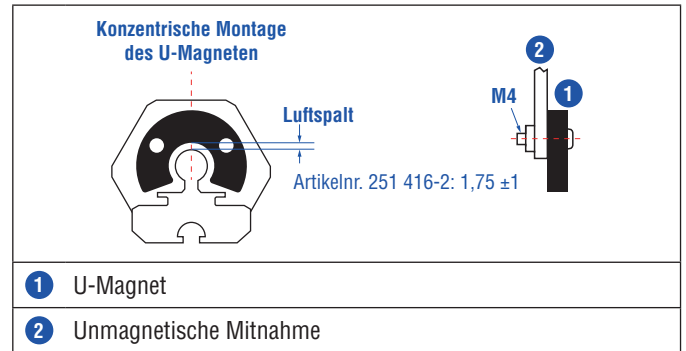 Konzentrische Montage
des U-Magneten
2
M4
1
Luftspalt
Artikelnr. 251 416-2: 1,75 ±1
1 U-Magnet
2 Unmagnetische Mitnahme